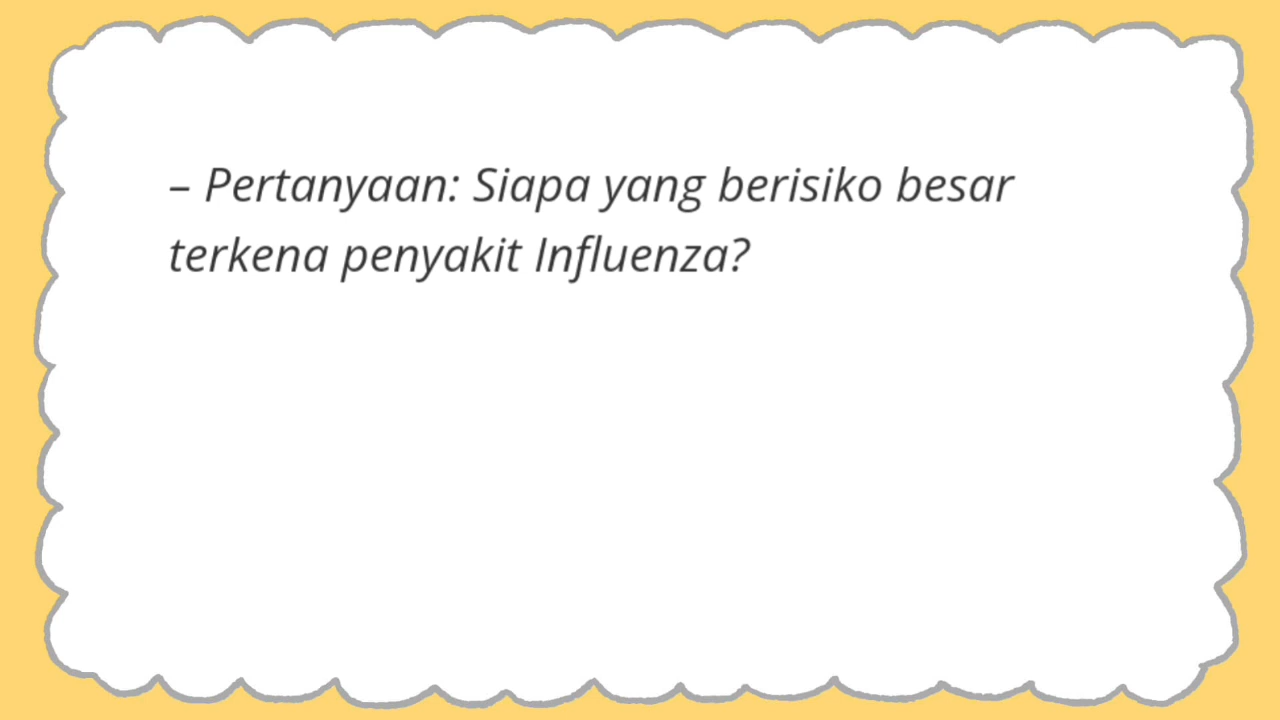 – Pertanyaan: Siapa yang berisiko besar
terkena penyakit Influenza?